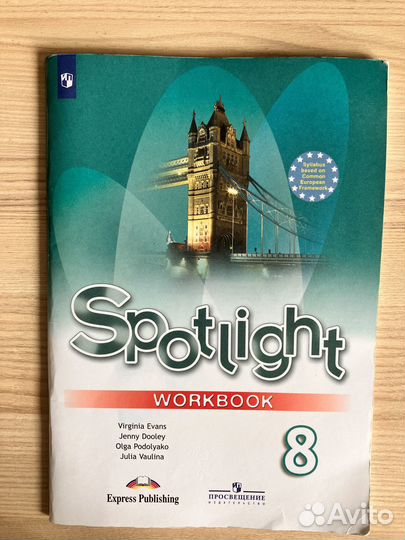 Syllabus
based on
Common
European
Framework
Spotlight
WORKBOOK
Virginia Evans
Jenny Dooley
Olga Podolyako
Julia Vaulina
8
Express Publishing
ПРОСВЕЩЕНИЕ
ИЗДАТЕЛЬСТВО
Avito